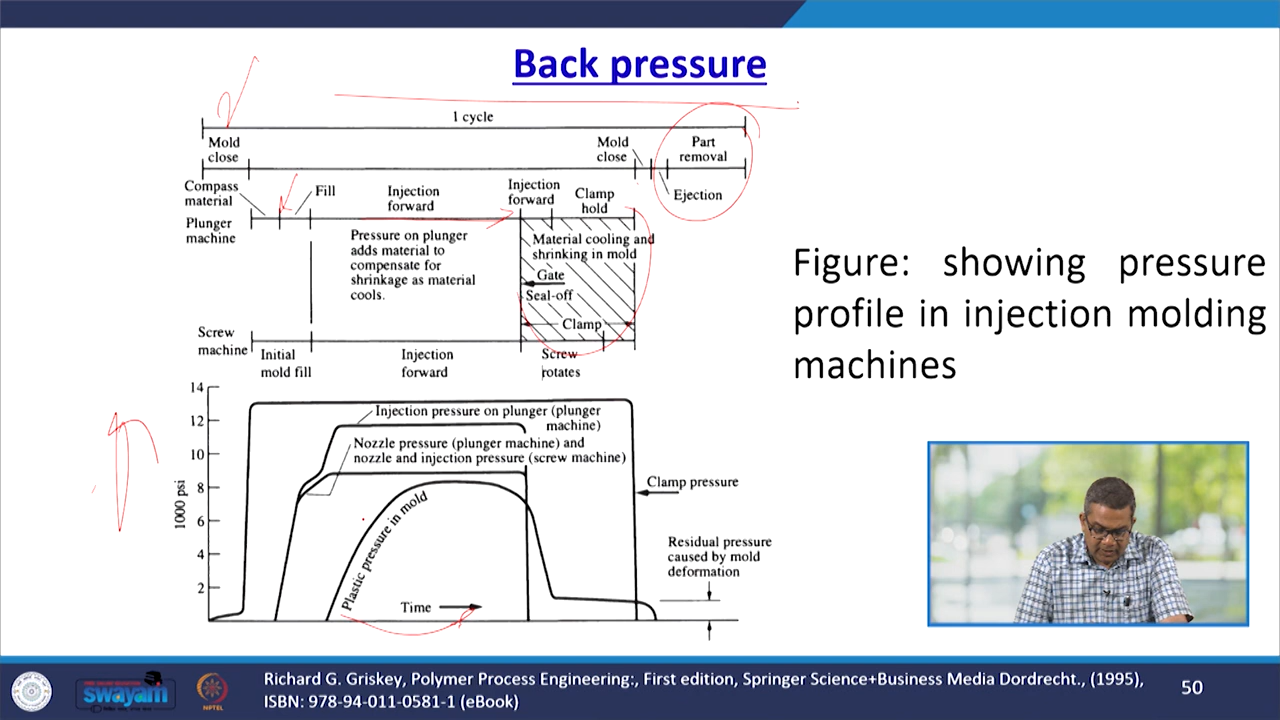 Back pressure
1 cycle
Mold
close
Mold
close
Part
removal
Compass
material
Fill
Injection
forward
Injection
forward
Clamp
hold
Ejection
Plunger
machine
Pressure on plunger
adds material to
compensate for
shrinkage as material
cools.
Material cooling and
shrinking in mold
Gate
Seal-off
Clamp
Screw
machine
Initial
mold fill
Injection
forward
Screw
rotates
Figure: showing pressure
profile in injection molding
machines
14
12
10
8
6
4
2
1000 psi
Injection pressure on plunger (plunger
machine)
Nozzle pressure (plunger machine) and
nozzle and injection pressure (screw machine)
Clamp pressure
Plastic pressure in mold
Residual pressure
caused by mold
deformation
Time
swayam
NPTEL
Richard G. Griskey, Polymer Process Engineering:, First edition, Springer Science+Business Media Dordrecht., (1995),
ISBN: 978-94-011-0581-1 (eBook)
50